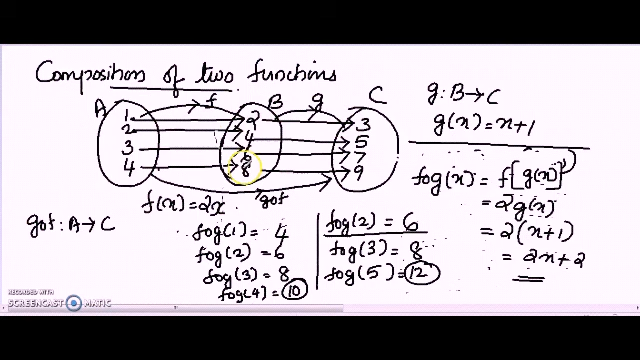 Composition of two functions
A f B g C
1 2 3
2 4 5
3 6 7
4 8 9
f(x)=2x gof
gof : A→C
fog(1)= 4
fog(2)=6
fog(3)=8
fog(4)=10
fog(2)=6
fog(3)=8
fog(5)=12
g: B→C
g(x)=x+1
fog(x)= f[g(x)]
=2g(x)
=2(x+1)
=2x+2
RECORDED WITH
SCREENCAST MATIC